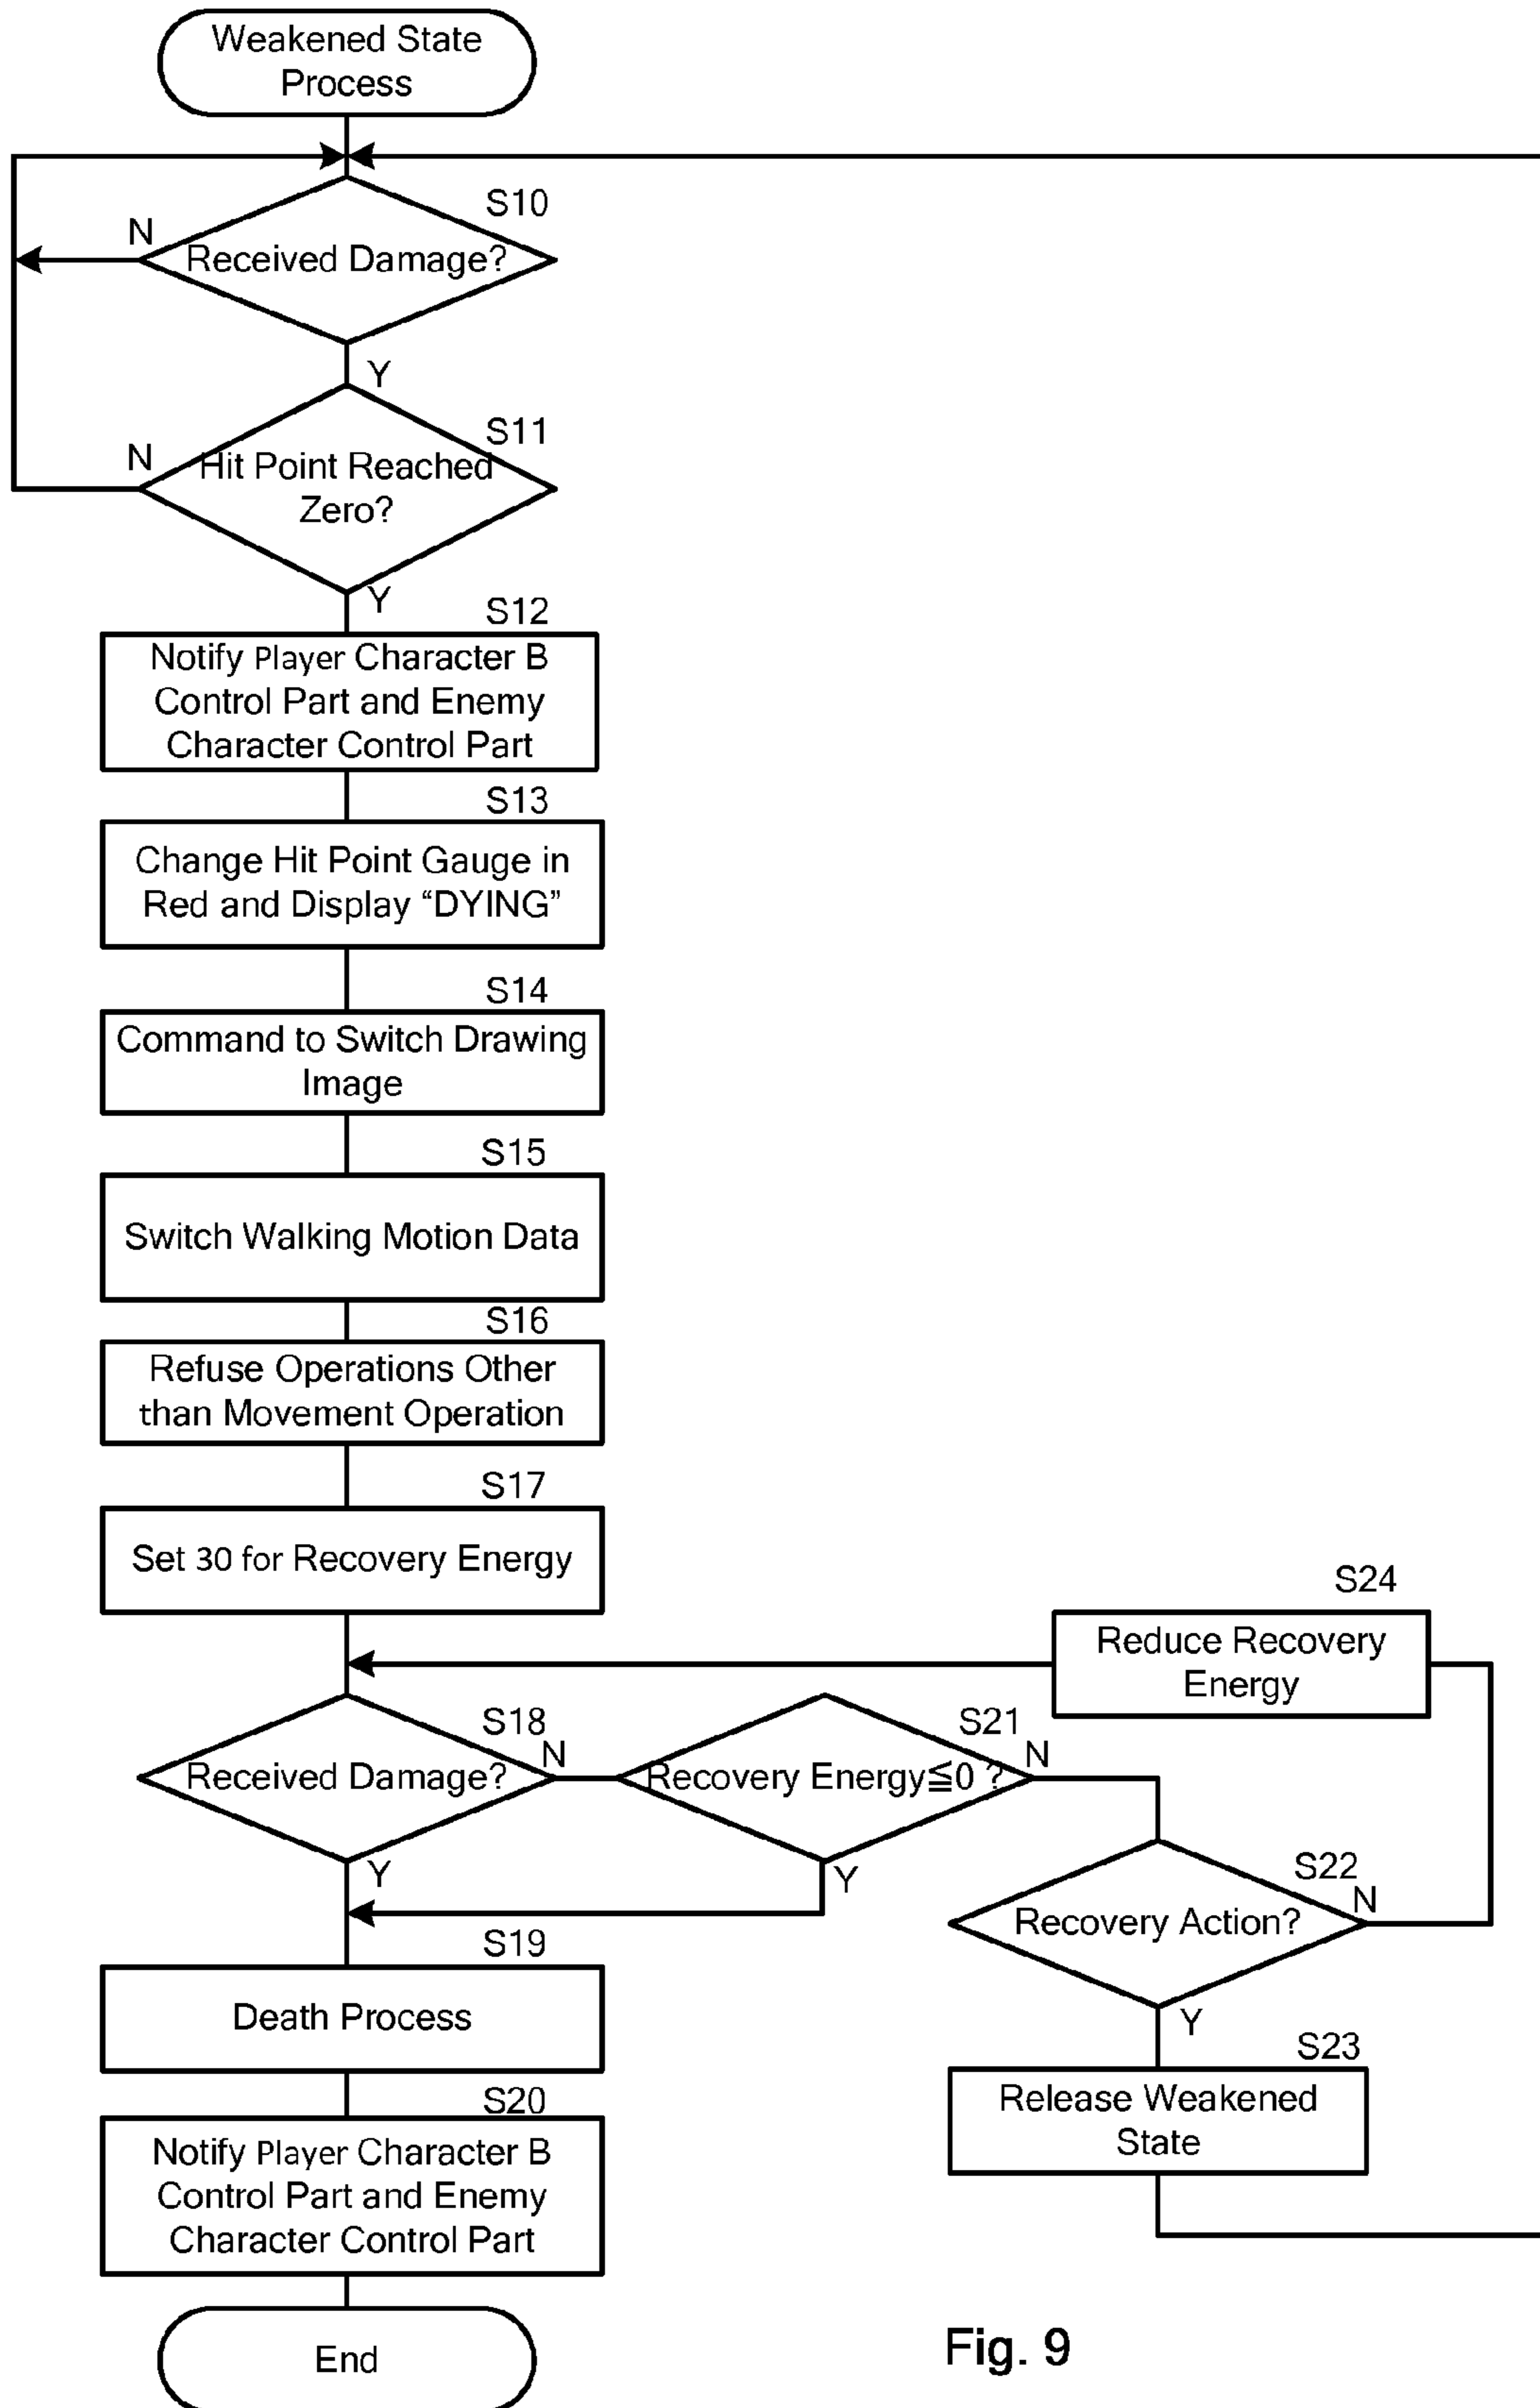 Weakened State
Process
S10
N
Received Damage?
Y
S11
N
Hit Point Reached
Zero?
Y
S12
Notify Player Character B
Control Part and Enemy
Character Control Part
S13
Change Hit Point Gauge in
Red and Display “DYING”
S14
Command to Switch Drawing
Image
S15
Switch Walking Motion Data
S16
Refuse Operations Other
than Movement Operation
S17
Set 30 for Recovery Energy
S24
Reduce Recovery
Energy
S18
N
Received Damage?
Y
S21
N
Recovery Energy≦0 ?
Y
S22
N
Recovery Action?
Y
S23
Release Weakened
State
S19
Death Process
S20
Notify Player Character B
Control Part and Enemy
Character Control Part
End
Fig. 9